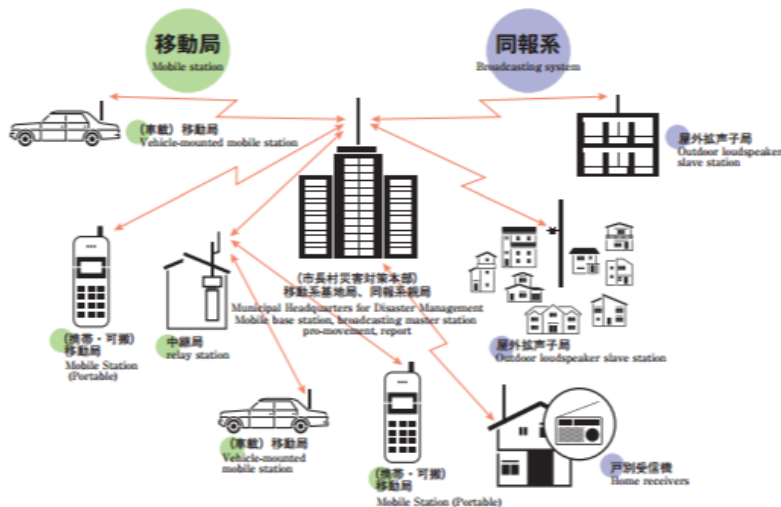 移動局
Mobile station
同報系
Broadcasting system
(車載) 移動局
Vehicle-mounted mobile station
屋外拡声子局
Outdoor loudspeaker
slave station
(市長村災害対策本部)
移動系基地局、同報系親局
Municipal Headquarters for Disaster Management
Mobile base station, broadcasting master station
pro-movement, report
(携帯・可搬)
移動局
Mobile Station
(Portable)
中継局
relay station
屋外拡声子局
Outdoor loudspeaker slave station
(車載) 移動局
Vehicle-mounted
mobile station
(携帯・可搬)
移動局
Mobile Station (Portable)
戸別受信機
Home receivers